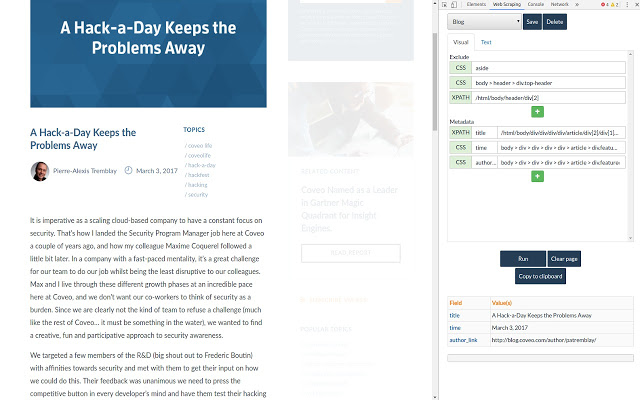 A Hack-a-Day Keeps the
Problems Away
A Hack-a-Day Keeps the
Problems Away
Pierre-Alexis Tremblay
March 3, 2017
TOPICS
/ coveo life
/ coveolife
/ hack-a-day
/ hackfest
/ hacking
/ security
It is imperative as a scaling cloud-based company to have a constant focus on
security. That's how I landed the Security Program Manager job here at Coveo
a couple of years ago, and how my colleague Maxime Coquerel followed a
little bit later. In a company with a fast-paced mentality, it's a great challenge
for our team to do our job whilst being the least disruptive to our colleagues.
Max and I live through these different growth phases at an incredible pace
here at Coveo, and we don't want our co-workers to think of security as a
burden. Since we are clearly not the kind of team to refuse a challenge (much
like the rest of Coveo... it must be something in the water), we wanted to find
a creative, fun and participative approach to security awareness.
We targeted a few members of the R&D (big shout out to Frederic Boutin)
with affinities towards security and met with them to get their input on how
we could do this. Their feedback was unanimous we need to press the
competitive button in every developer's mind and have them test their hacking
RELATED CONTENT
Coveo Named as a Leader
in Gartner Magic
Quadrant for Insight
Engines.
READ REPORT
POPULAR TOPICS
Elements
Web Scraping
Console
Network
»
4
2
Blog
Save
Delete
Visual
Text
Exclude
CSS
aside
CSS
body > header > div.top-header
XPATH
/html/body/header/div[2]
+
Metadata
XPATH
title
/html/body/div/div/div/div/article/div[2]/div[1]...
CSS
time
body > div > div > div > div > article > div.featu...
CSS
author...
body > div > div > div > div > article > div.feature‹
+
Run
Clear page
Copy to clipboard
Field
Value(s)
title
A Hack-a-Day Keeps the Problems Away
time
March 3, 2017
author_link
http://blog.coveo.com/author/patremblay/